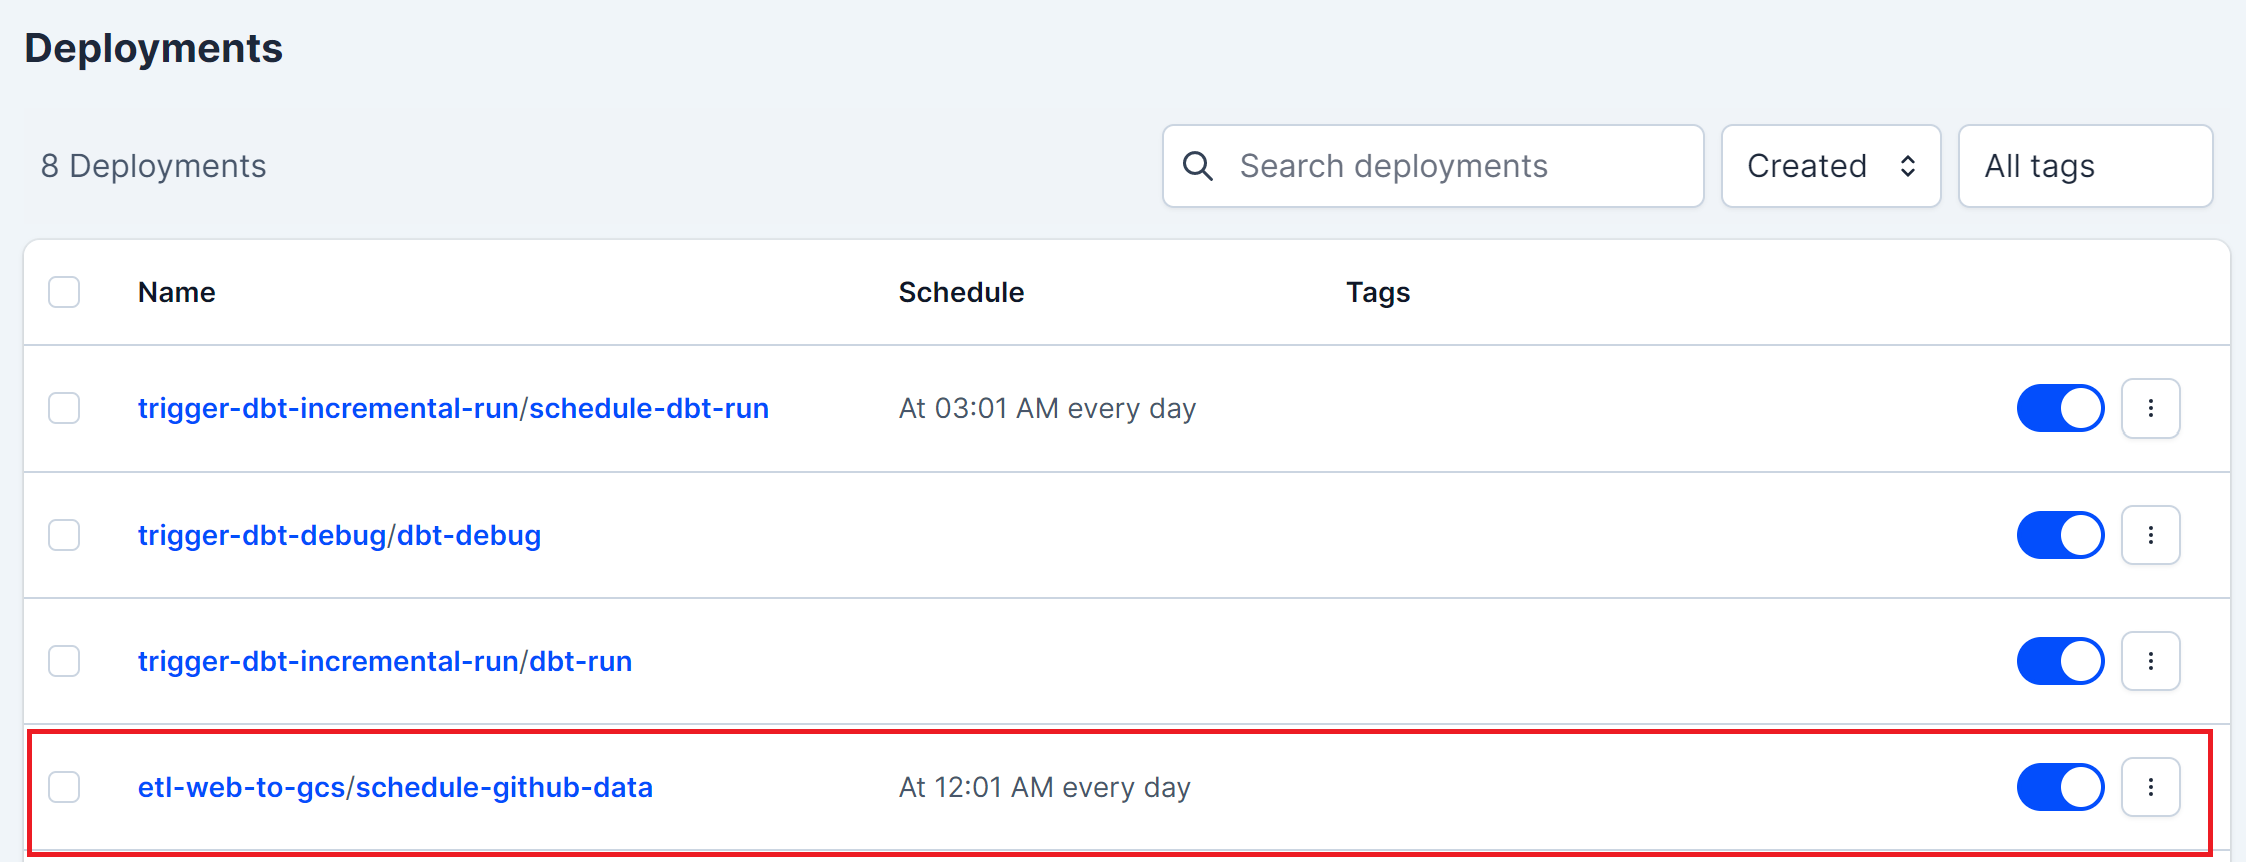 Deployments
8 Deployments
Search deployments
Created
All tags
Name Schedule Tags
trigger-dbt-incremental-run/schedule-dbt-run At 03:01 AM every day
trigger-dbt-debug/dbt-debug
trigger-dbt-incremental-run/dbt-run
etl-web-to-gcs/schedule-github-data At 12:01 AM every day